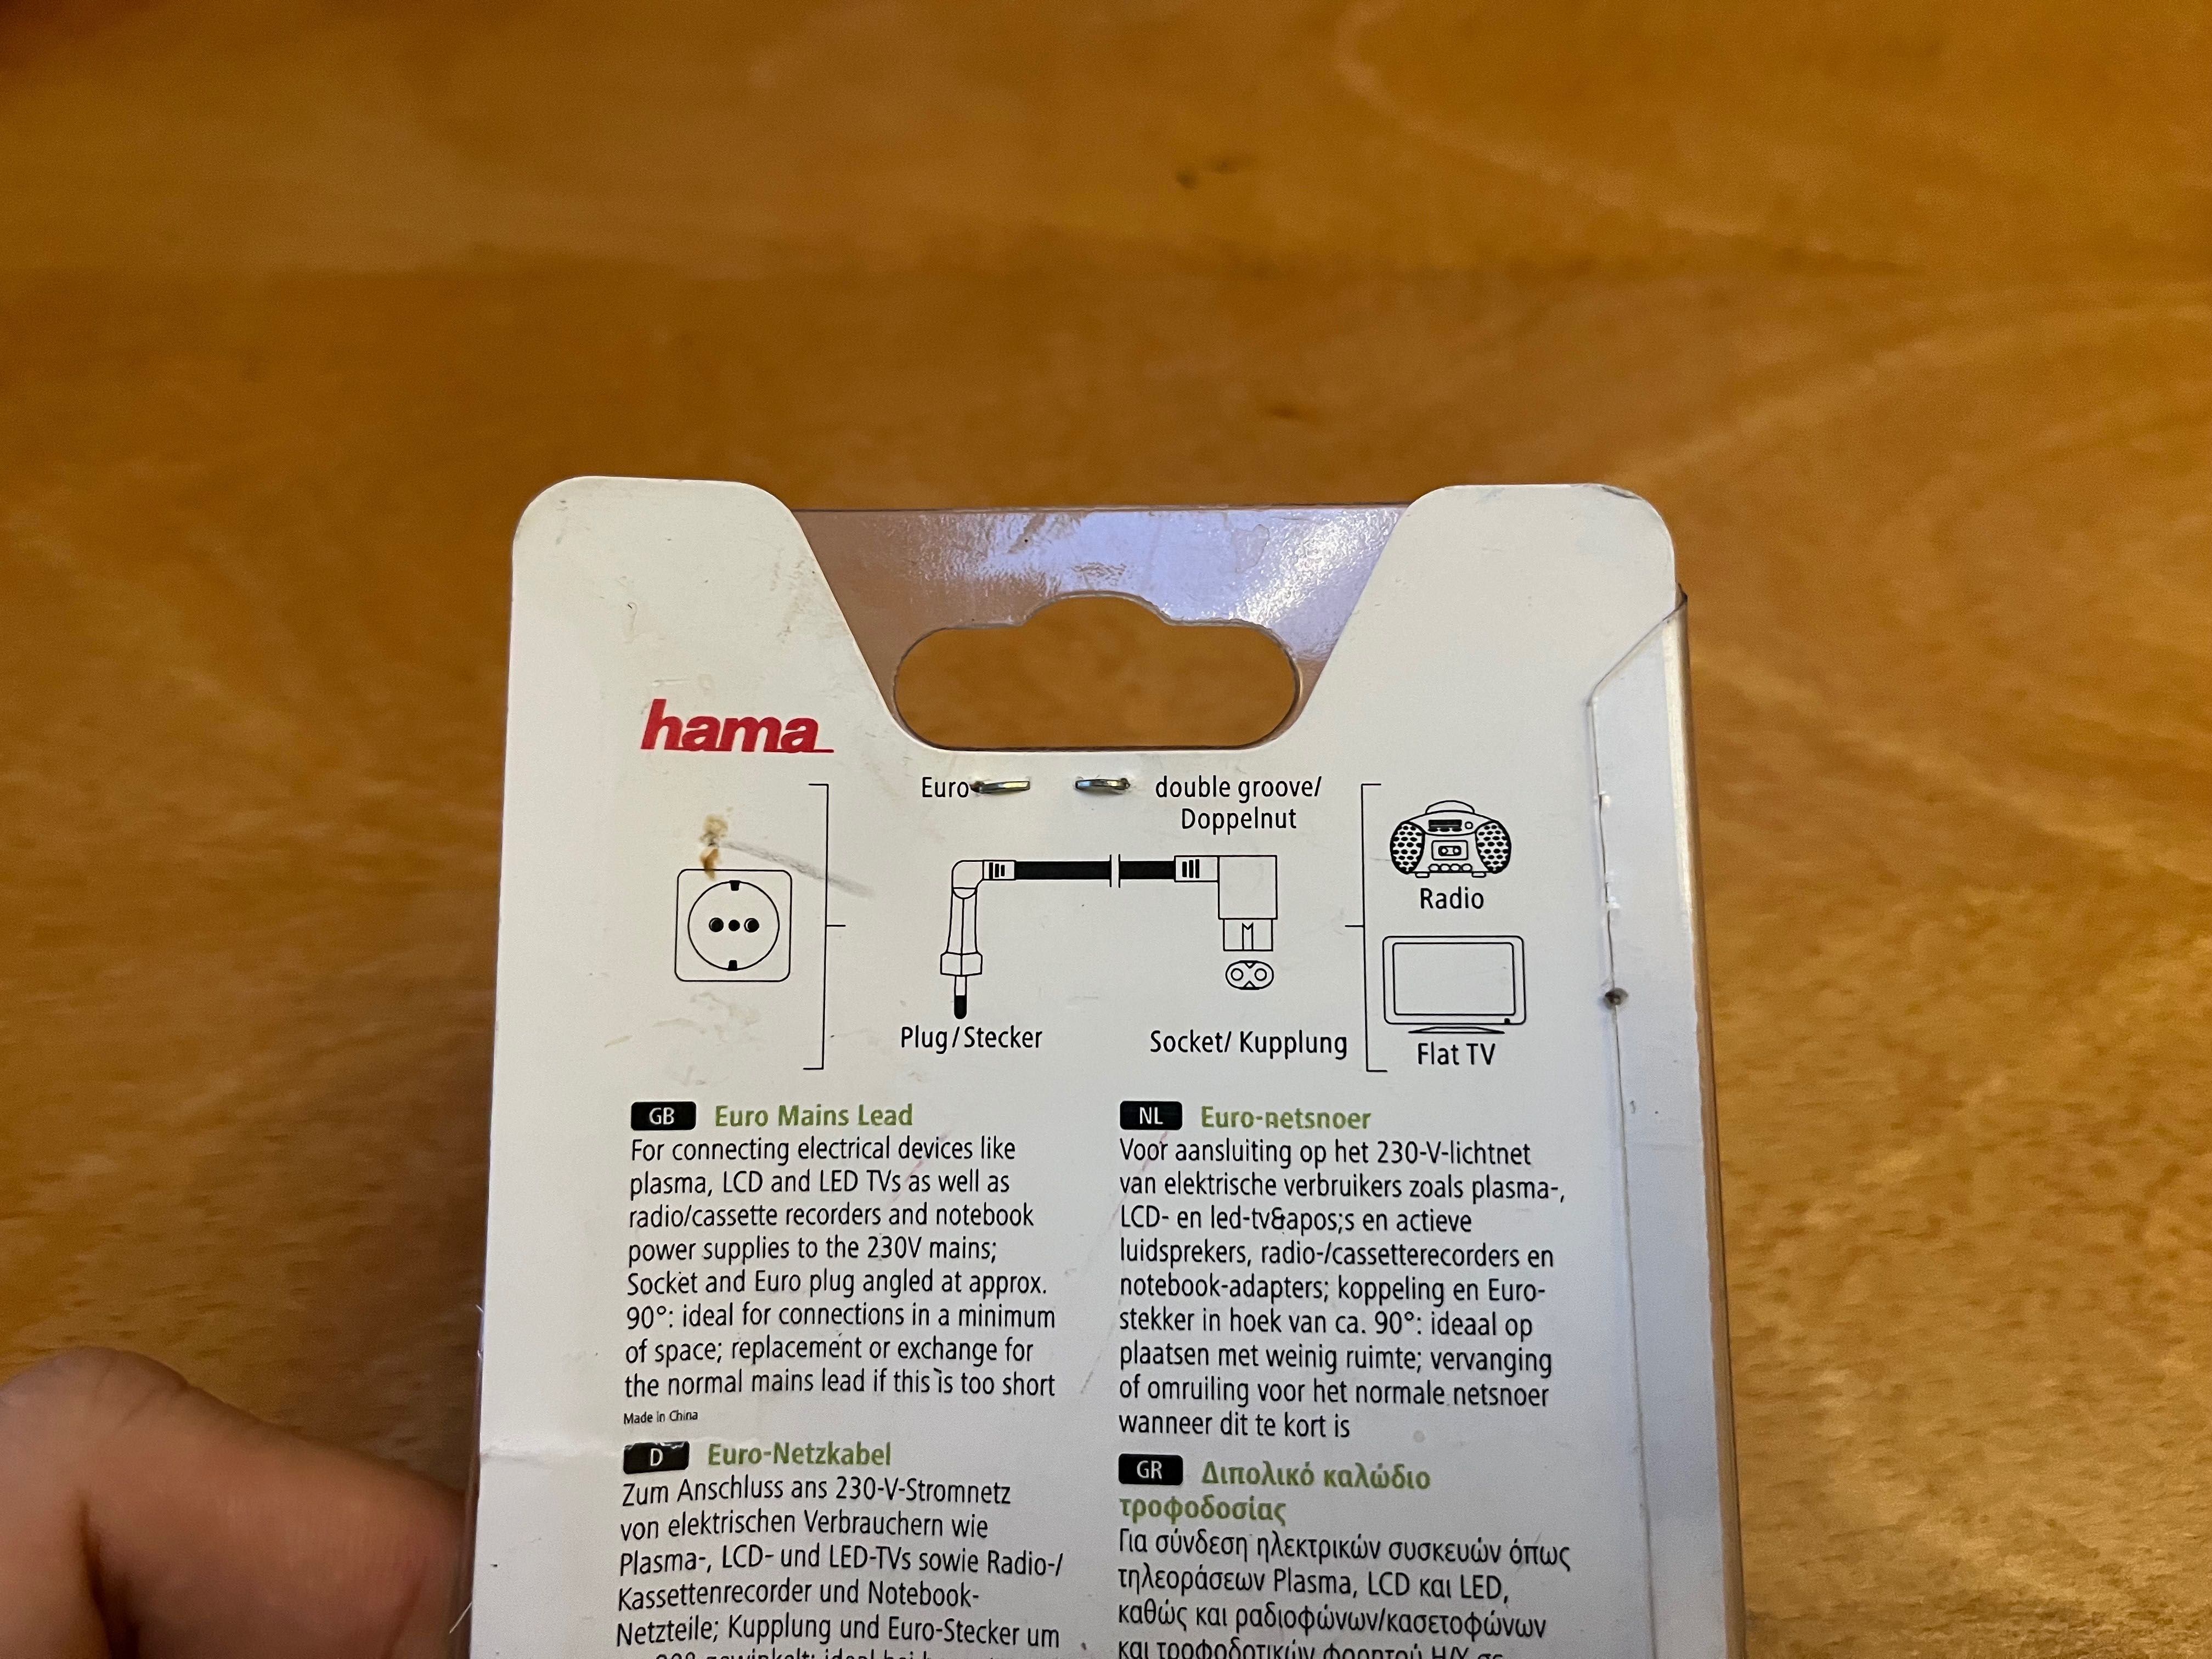 hama
Euro
double groove/
Doppelnut
Radio
Plug/Stecker
Socket/ Kupplung
Flat TV
GB Euro Mains Lead
For connecting electrical devices like
plasma, LCD and LED TVs as well as
radio/cassette recorders and notebook
power supplies to the 230V mains;
Socket and Euro plug angled at approx.
90°: ideal for connections in a minimum
of space; replacement or exchange for
the normal mains lead if this is too short
Made in China
D Euro-Netzkabel
Zum Anschluss ans 230-V-Stromnetz
von elektrischen Verbrauchern wie
Plasma-, LCD- und LED-TVs sowie Radio-/
Kassettenrecorder und Notebook-
Netzteile; Kupplung und Euro-Stecker um
NL Euro-netsnoer
Voor aansluiting op het 230-V-lichtnet
van elektrische verbruikers zoals plasma-,
LCD- en led-tv&apos;s en actieve
luidsprekers, radio-/cassetterecorders en
notebook-adapters; koppeling en Euro-
stekker in hoek van ca. 90°: ideaal op
plaatsen met weinig ruimte; vervanging
of omruiling voor het normale netsnoer
wanneer dit te kort is
GR Διπολικό καλώδιο
τροφοδοσίας
Για σύνδεση ηλεκτρικών συσκευών όπως
τηλεοράσεων Plasma, LCD και LED,
καθώς και ραδιοφώνων/κασετοφώνων
και τροφοδοτικών φορητού Η/Υ σε